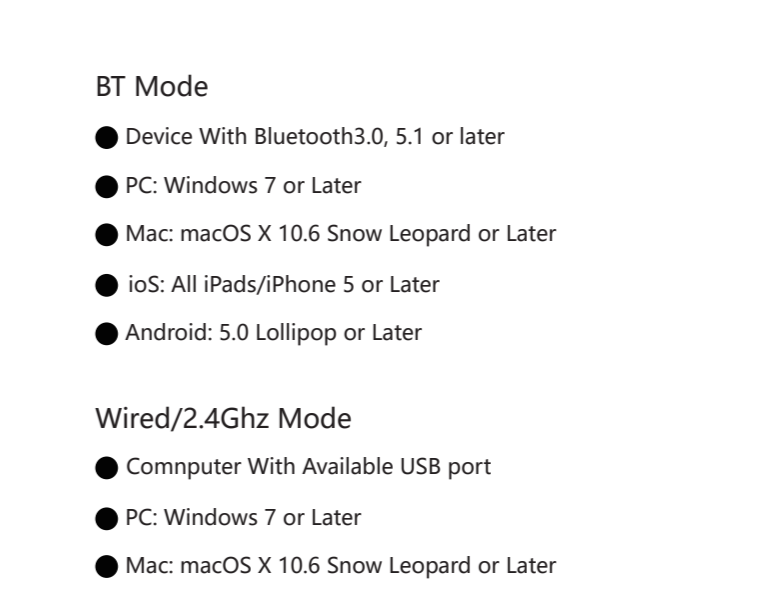 BT Mode
● Device With Bluetooth3.0, 5.1 or later
● PC: Windows 7 or Later
● Mac: macOS X 10.6 Snow Leopard or Later
● ioS: All iPads/iPhone 5 or Later
● Android: 5.0 Lollipop or Later
Wired/2.4Ghz Mode
● Comnputer With Available USB port
● PC: Windows 7 or Later
● Mac: macOS X 10.6 Snow Leopard or Later